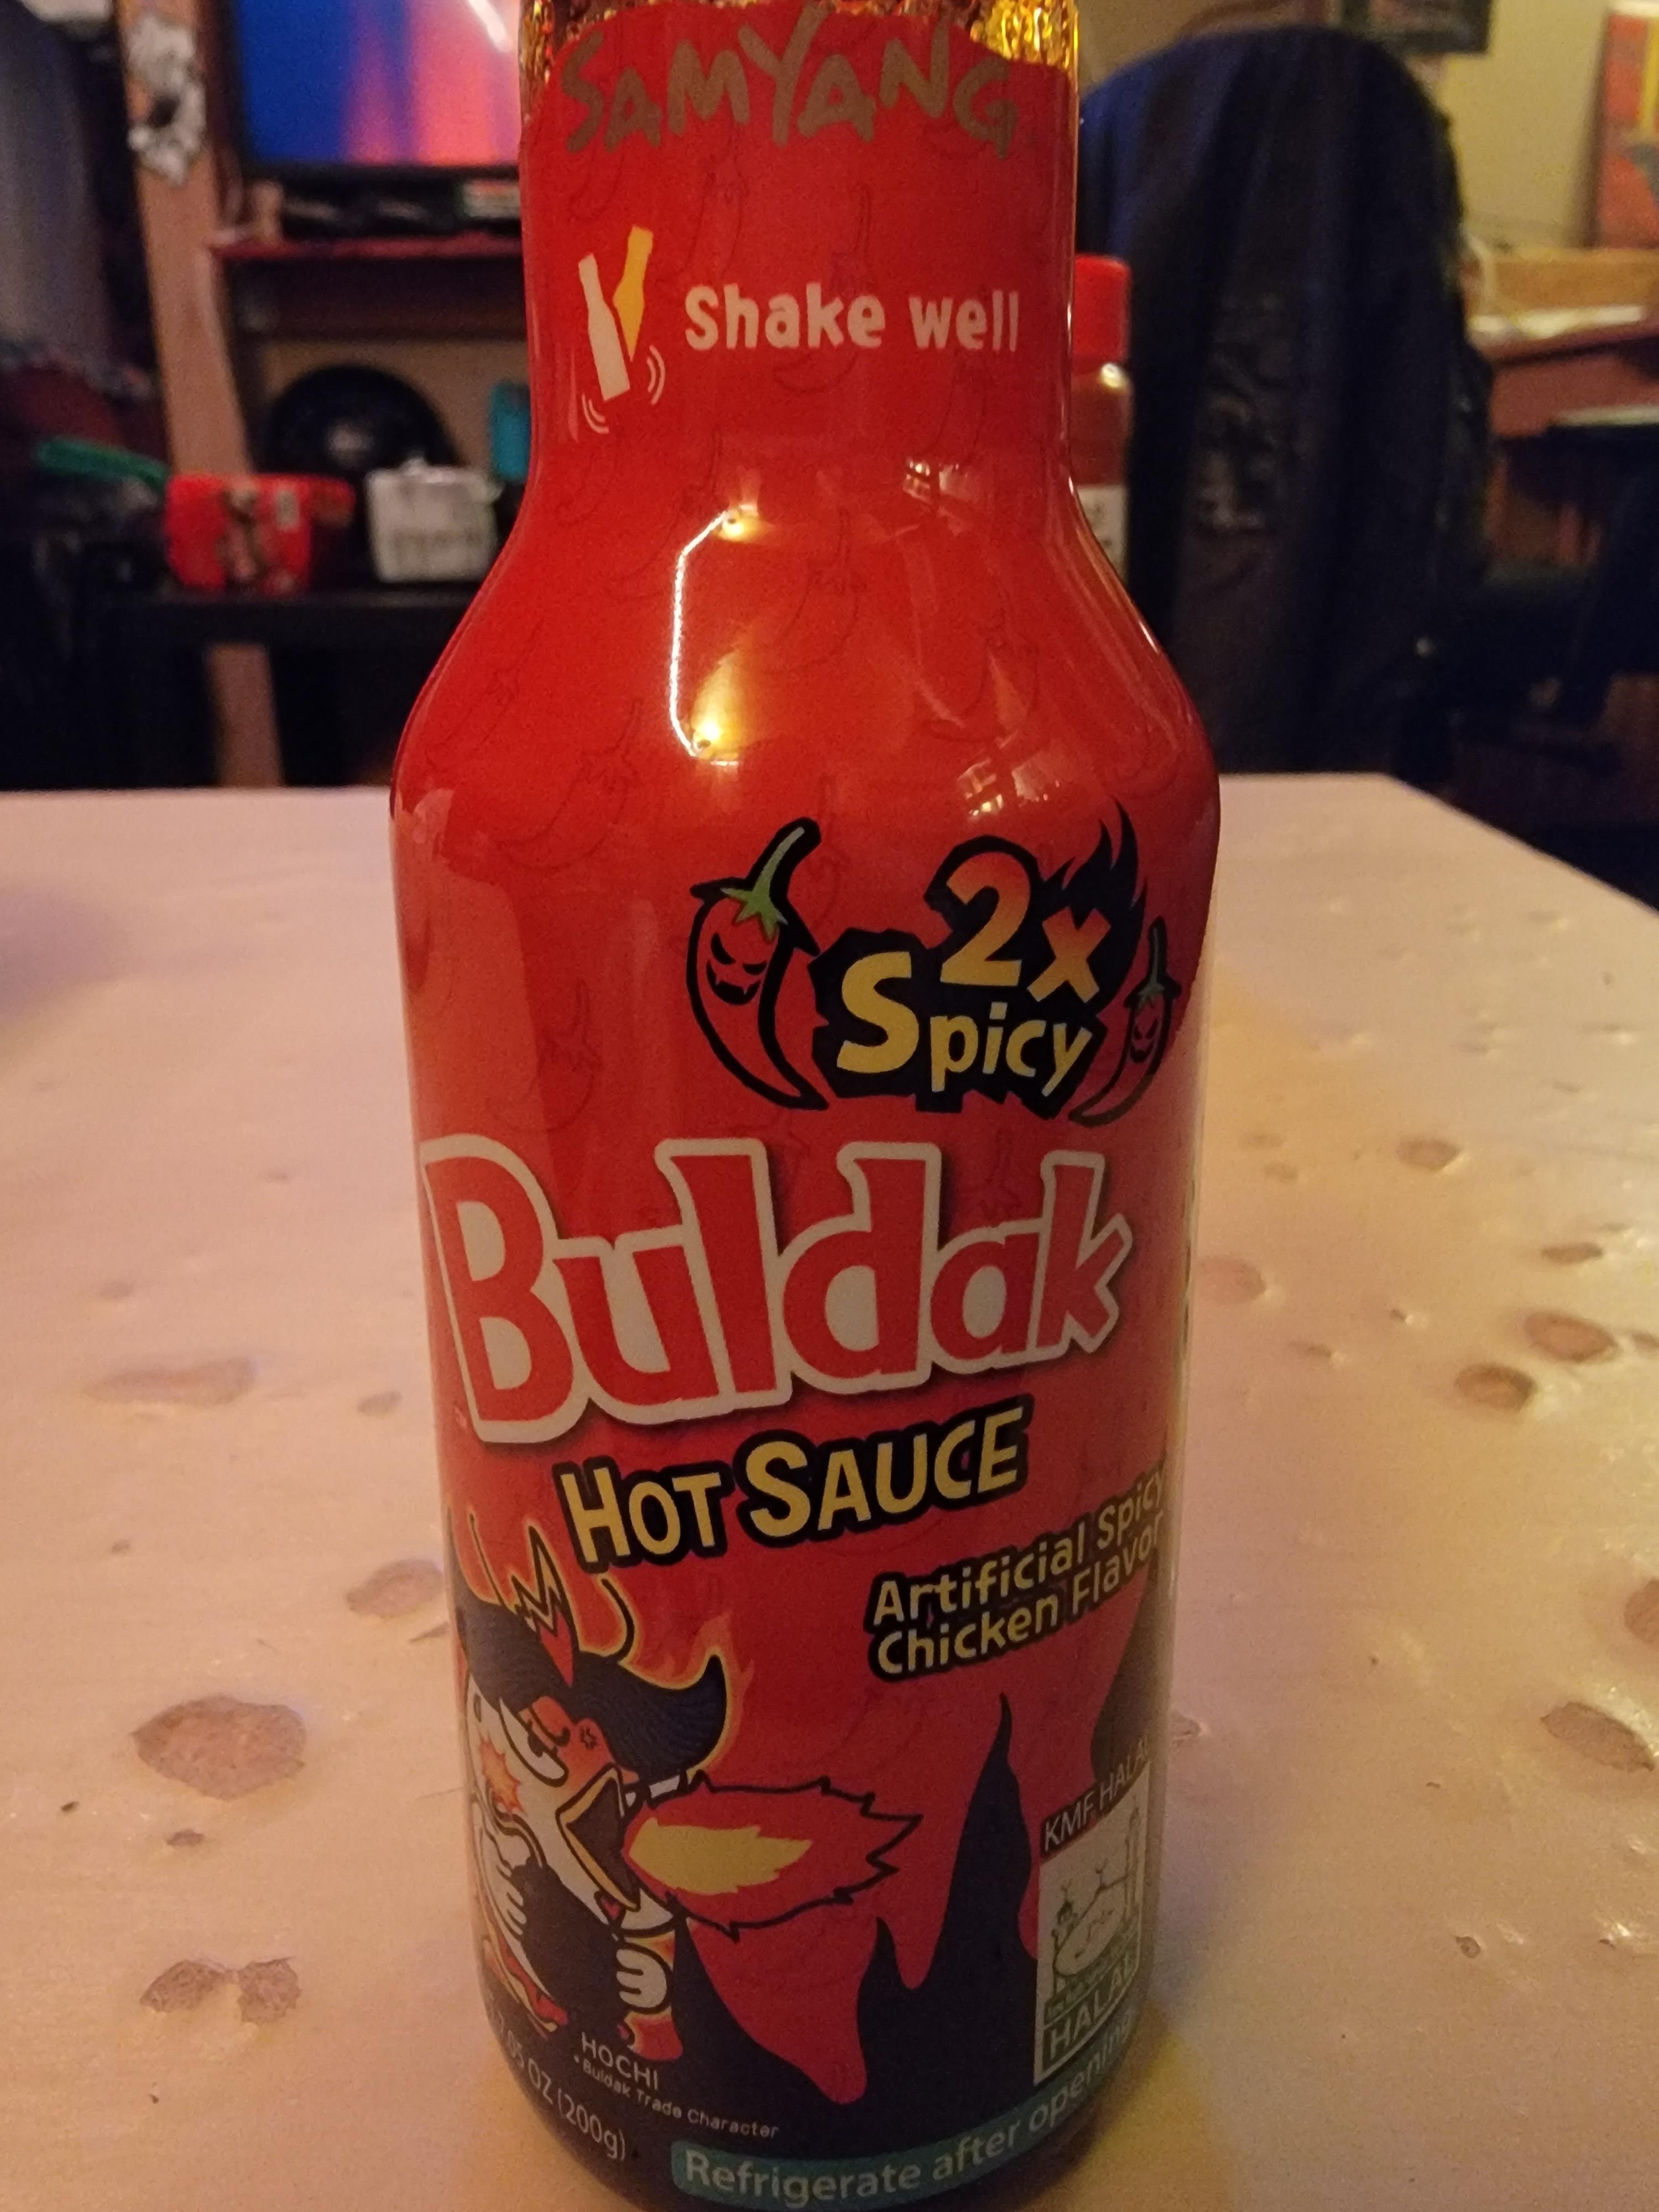 SAMYANG
Shake well
2x
Spicy
Buldak
HOT SAUCE
Artificial Spicy
Chicken Flavor
KMF HALAL
HALAL
HOCHI
*Buldak Trade Character
OZ (200g)
Refrigerate after opening